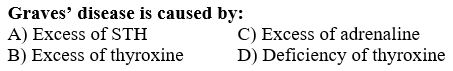 Graves’ disease is caused by:
A) Excess of STH C) Excess of adrenaline
B) Excess of thyroxine D) Deficiency of thyroxine